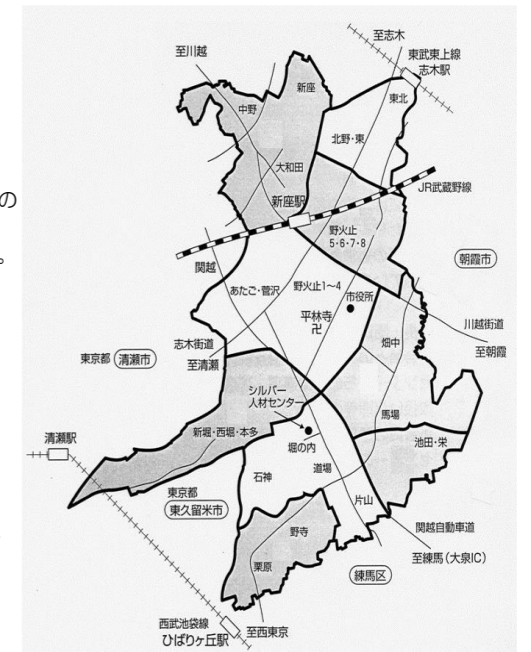 至志木
東武東上線
志木駅
至川越
新座
東北
中野
北野・東
大和田
JR武蔵野線
の
新座駅
野火止
5・6・7・8
。
関越
朝霞市
あたご・菅沢
野火止1～4
市役所
平林寺
卍
川越街道
志木街道
畑中
至朝霞
東京都 清瀬市
至清瀬
シルバー
人材センター
馬場
新堀・西堀・本多
池田・栄
清瀬駅
堀の内
道場
石神
東京都
東久留米市
片山
関越自動車道
野寺
至練馬(大泉IC)
栗原
練馬区
西武池袋線
ひばりヶ丘駅
至西東京